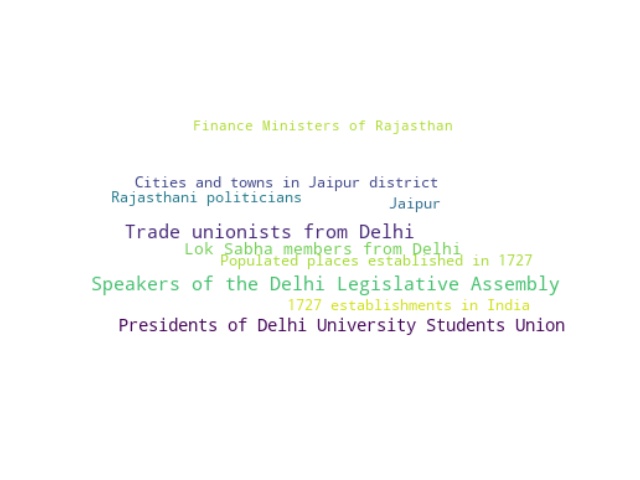 Finance Ministers of Rajasthan
Cities and towns in Jaipur district
Rajasthani politicians
Jaipur
Trade unionists from Delhi
Lok Sabha members from Delhi
Populated places established in 1727
Speakers of the Delhi Legislative Assembly
1727 establishments in India
Presidents of Delhi University Students Union